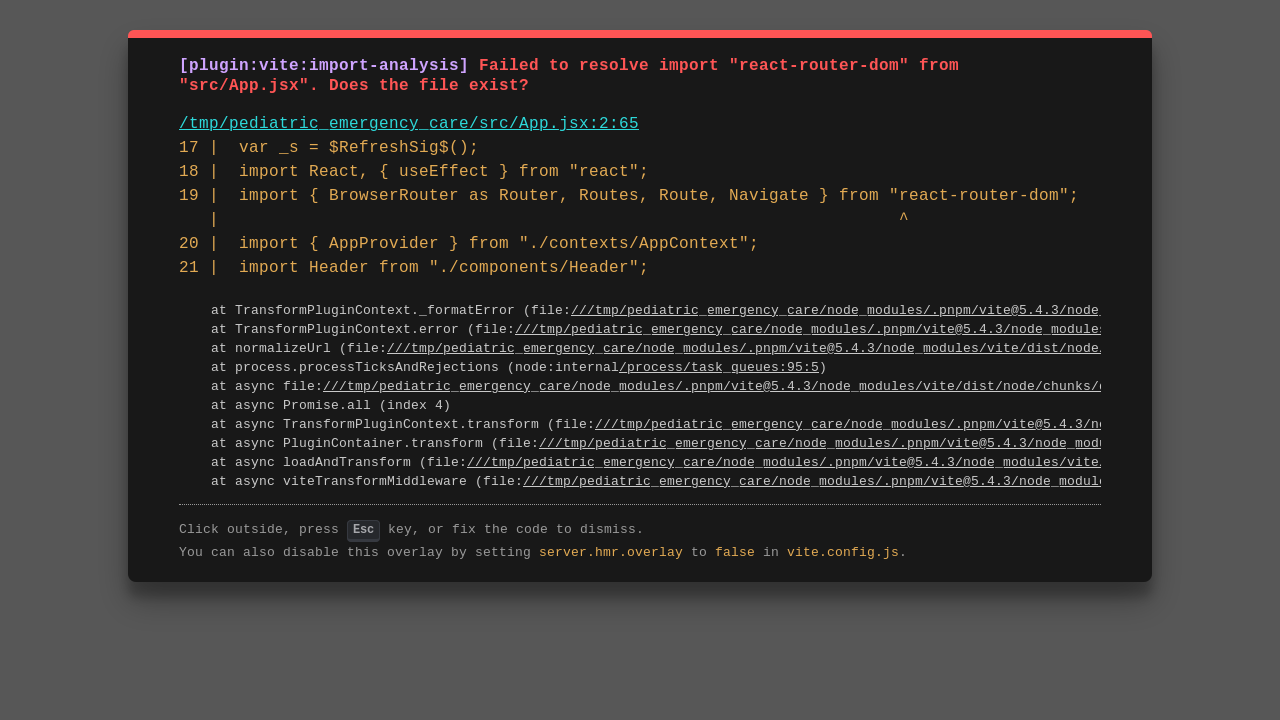 [plugin:vite:import-analysis] Failed to resolve import "react-router-dom" from
"src/App.jsx". Does the file exist?
/tmp/pediatric_emergency_care/src/App.jsx:2:65
17 |  var _s = $RefreshSig$();
18 |  import React, { useEffect } from "react";
19 |  import { BrowserRouter as Router, Routes, Route, Navigate } from "react-router-dom";
   |                                                                    ^
20 |  import { AppProvider } from "./contexts/AppContext";
21 |  import Header from "./components/Header";
at TransformPluginContext._formatError (file:///tmp/pediatric_emergency_care/node_modules/.pnpm/vite@5.4.3/node_
at TransformPluginContext.error (file:///tmp/pediatric_emergency_care/node_modules/.pnpm/vite@5.4.3/node_modules
at normalizeUrl (file:///tmp/pediatric_emergency_care/node_modules/.pnpm/vite@5.4.3/node_modules/vite/dist/node/
at process.processTicksAndRejections (node:internal/process/task_queues:95:5)
at async file:///tmp/pediatric_emergency_care/node_modules/.pnpm/vite@5.4.3/node_modules/vite/dist/node/chunks/
at async Promise.all (index 4)
at async TransformPluginContext.transform (file:///tmp/pediatric_emergency_care/node_modules/.pnpm/vite@5.4.3/no
at async PluginContainer.transform (file:///tmp/pediatric_emergency_care/node_modules/.pnpm/vite@5.4.3/node_modu
at async loadAndTransform (file:///tmp/pediatric_emergency_care/node_modules/.pnpm/vite@5.4.3/node_modules/vite/
at async viteTransformMiddleware (file:///tmp/pediatric_emergency_care/node_modules/.pnpm/vite@5.4.3/node_module
Click outside, press Esc key, or fix the code to dismiss.
You can also disable this overlay by setting server.hmr.overlay to false in vite.config.js.